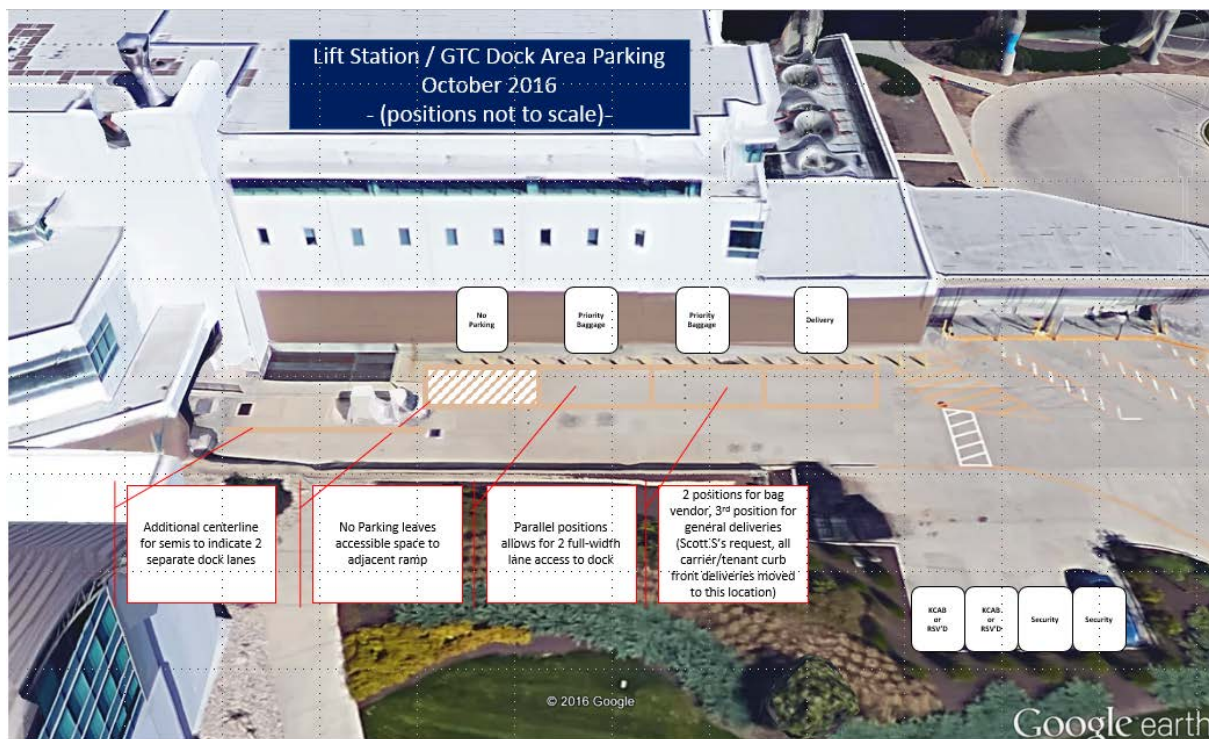 Lift Station / GTC Dock Area Parking
October 2016
- (positions not to scale)-
No
Parking
Priority
Baggage
Priority
Baggage
Delivery
Additional centerline
for semis to indicate 2
separate dock lanes
No Parking leaves
accessible space to
adjacent ramp
Parallel positions
allows for 2 full-width
lane access to dock
2 positions for bag
vendor, 3rd position for
general deliveries
(Scott S's request, all
carrier/tenant curb
front deliveries moved
to this location)
KCAB
or
RSV'D
KCAB
or
RSV'D
Security
Security
© 2016 Google
Google earth